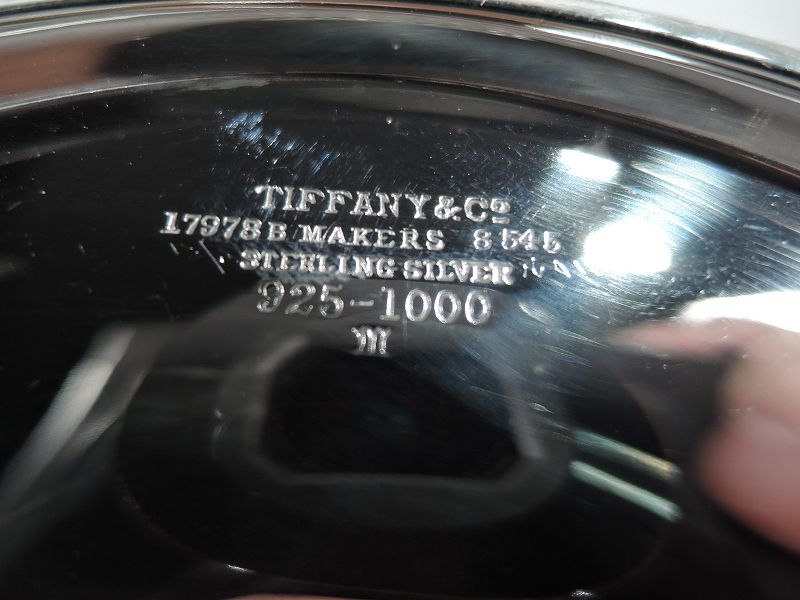 TIFFANY & Co
17978B MAKERS 8545
STERLING SILVER
925-1000
m